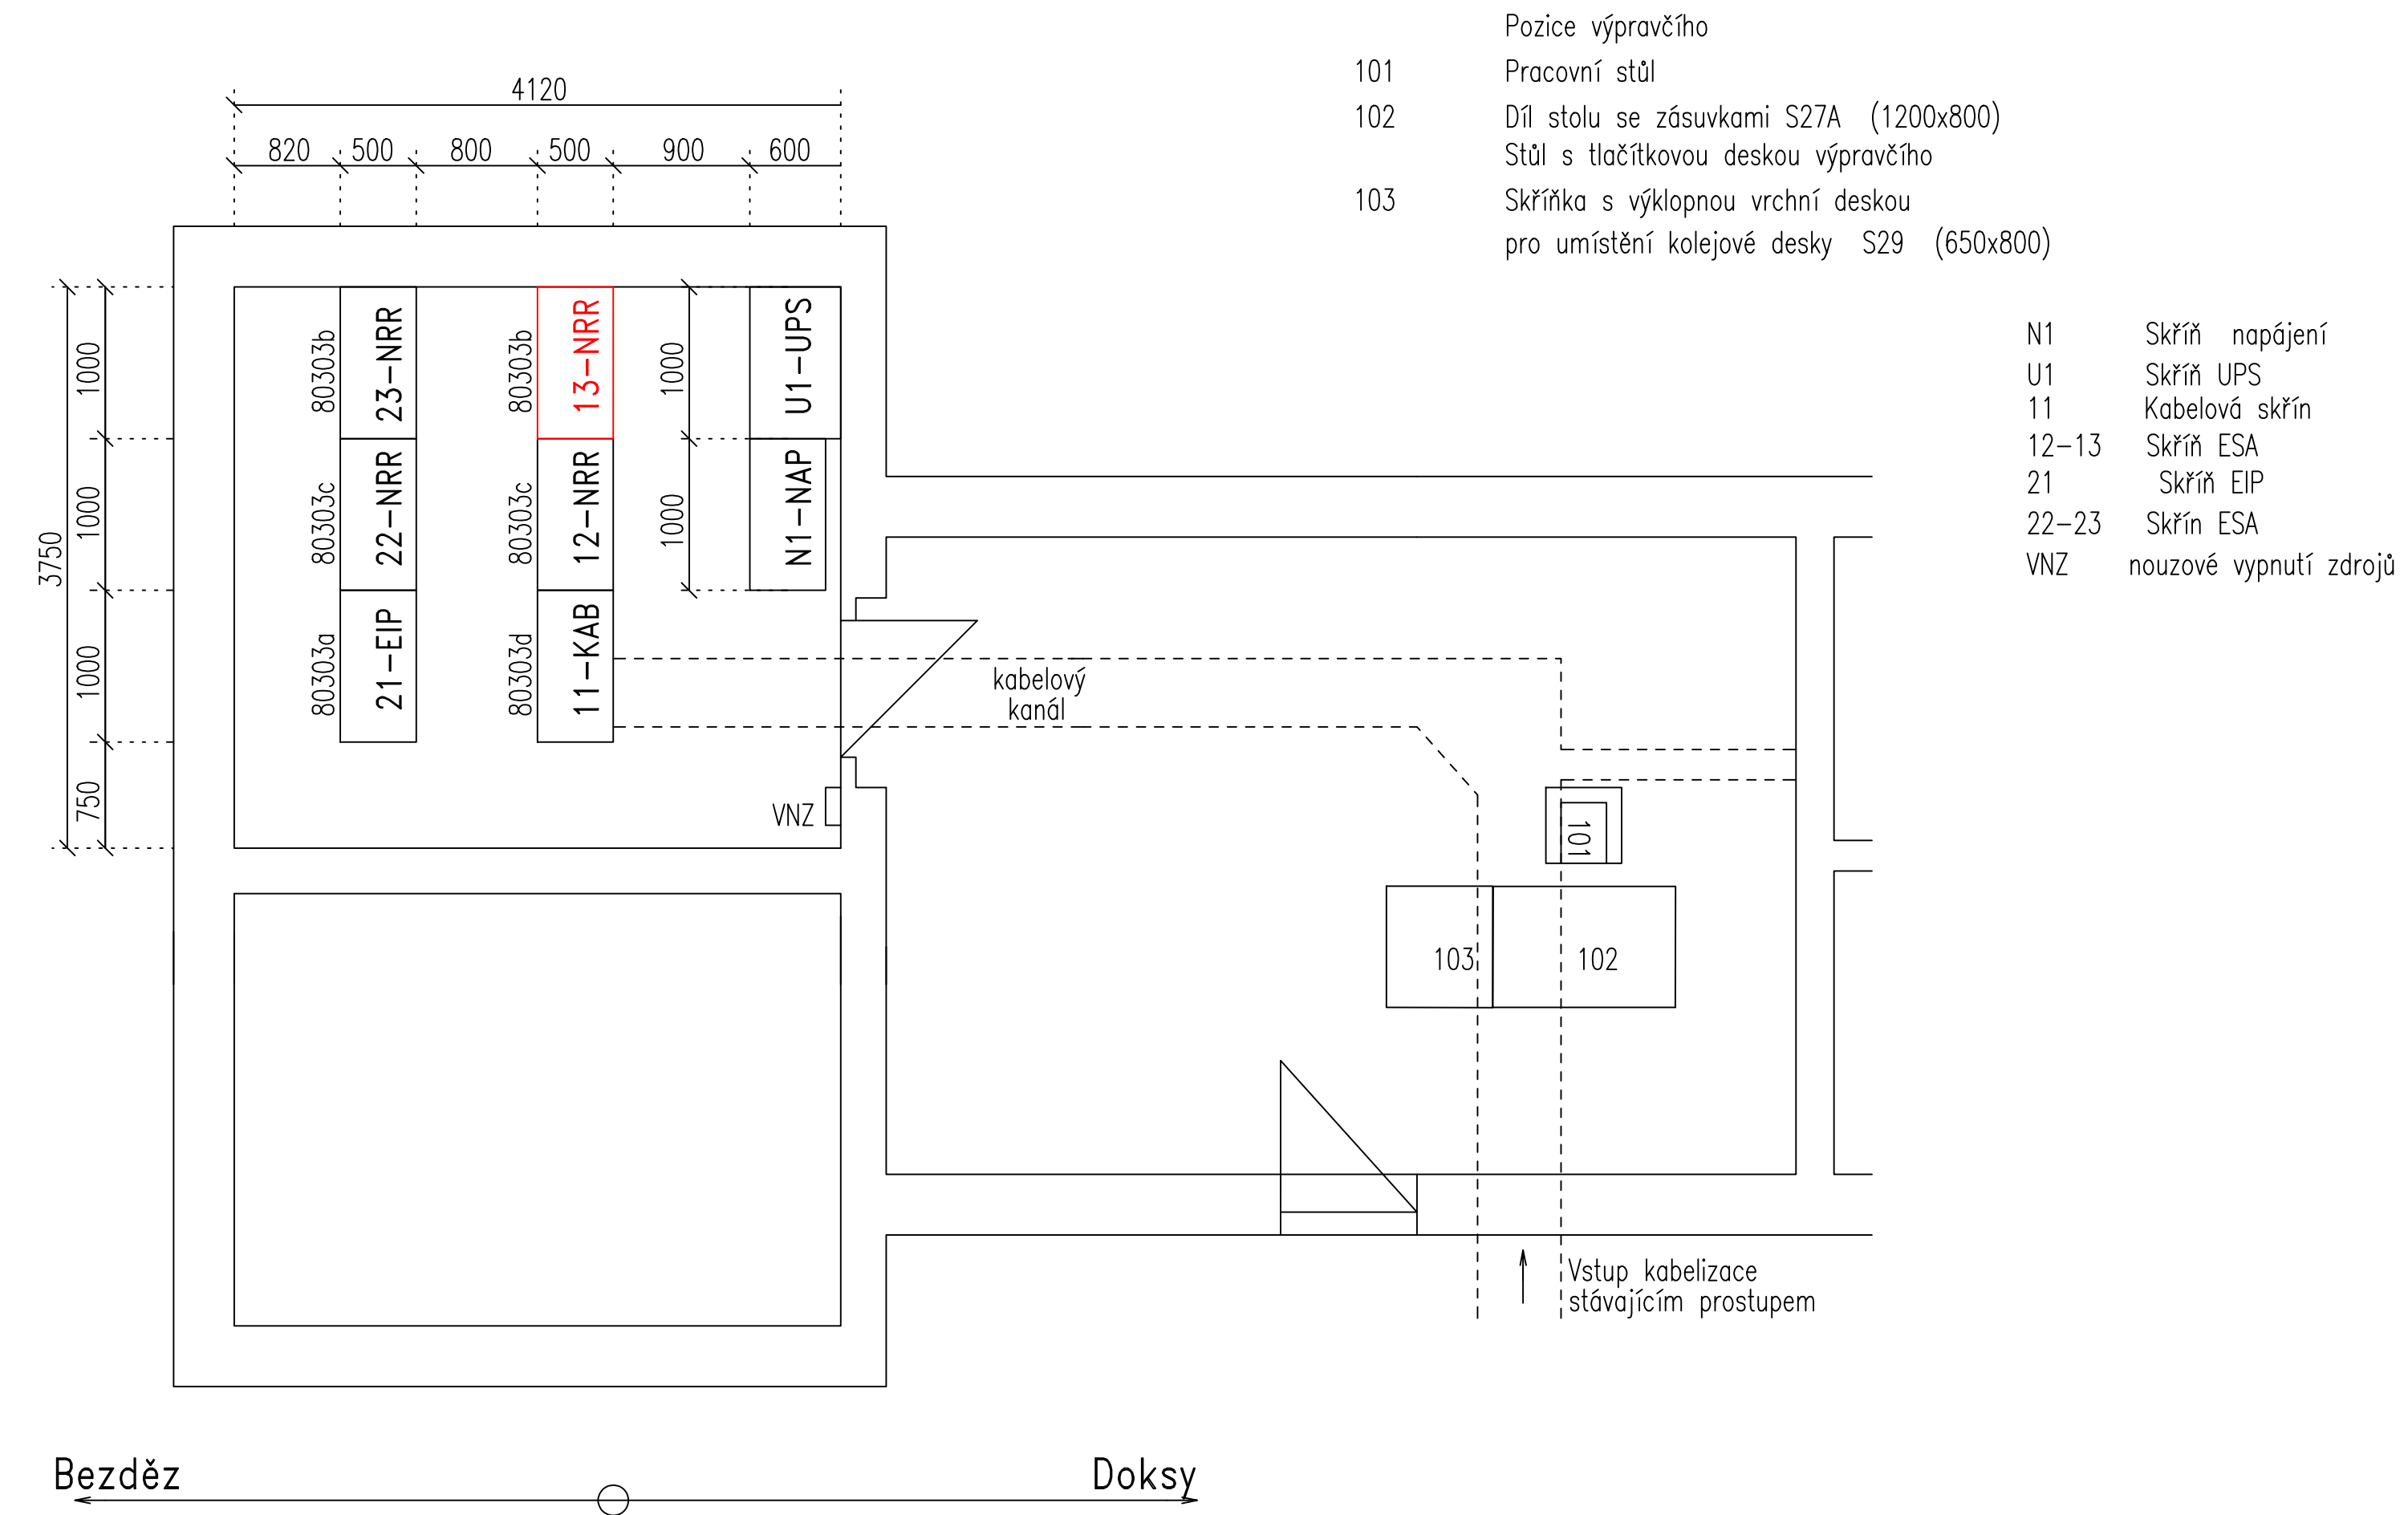 Pozice výpravčího
101 Pracovní stůl
102 Díl stolu se zásuvkami S27A (1200x800)
Stůl s tlačítkovou deskou výpravčího
103 Skříňka s výklopnou vrchní deskou
pro umístění kolejové desky S29 (650x800)
N1 Skříň napájení
U1 Skříň UPS
11 Kabelová skřín
12-13 Skříň ESA
21 Skříň EIP
22-23 Skřín ESA
VNZ nouzové vypnutí zdrojů
4120
820 500 800 500 900 600
3750
1000
1000
1000
750
80303b
23-NRR
80303c
22-NRR
80303a
21-EIP
80303b
13-NRR
80303c
12-NRR
80303d
11-KAB
1000
1000
U1-UPS
N1-NAP
VNZ
kabelový
kanál
101
103
102
Vstup kabelizace
stávajícím prostupem
Bezděz
Doksy